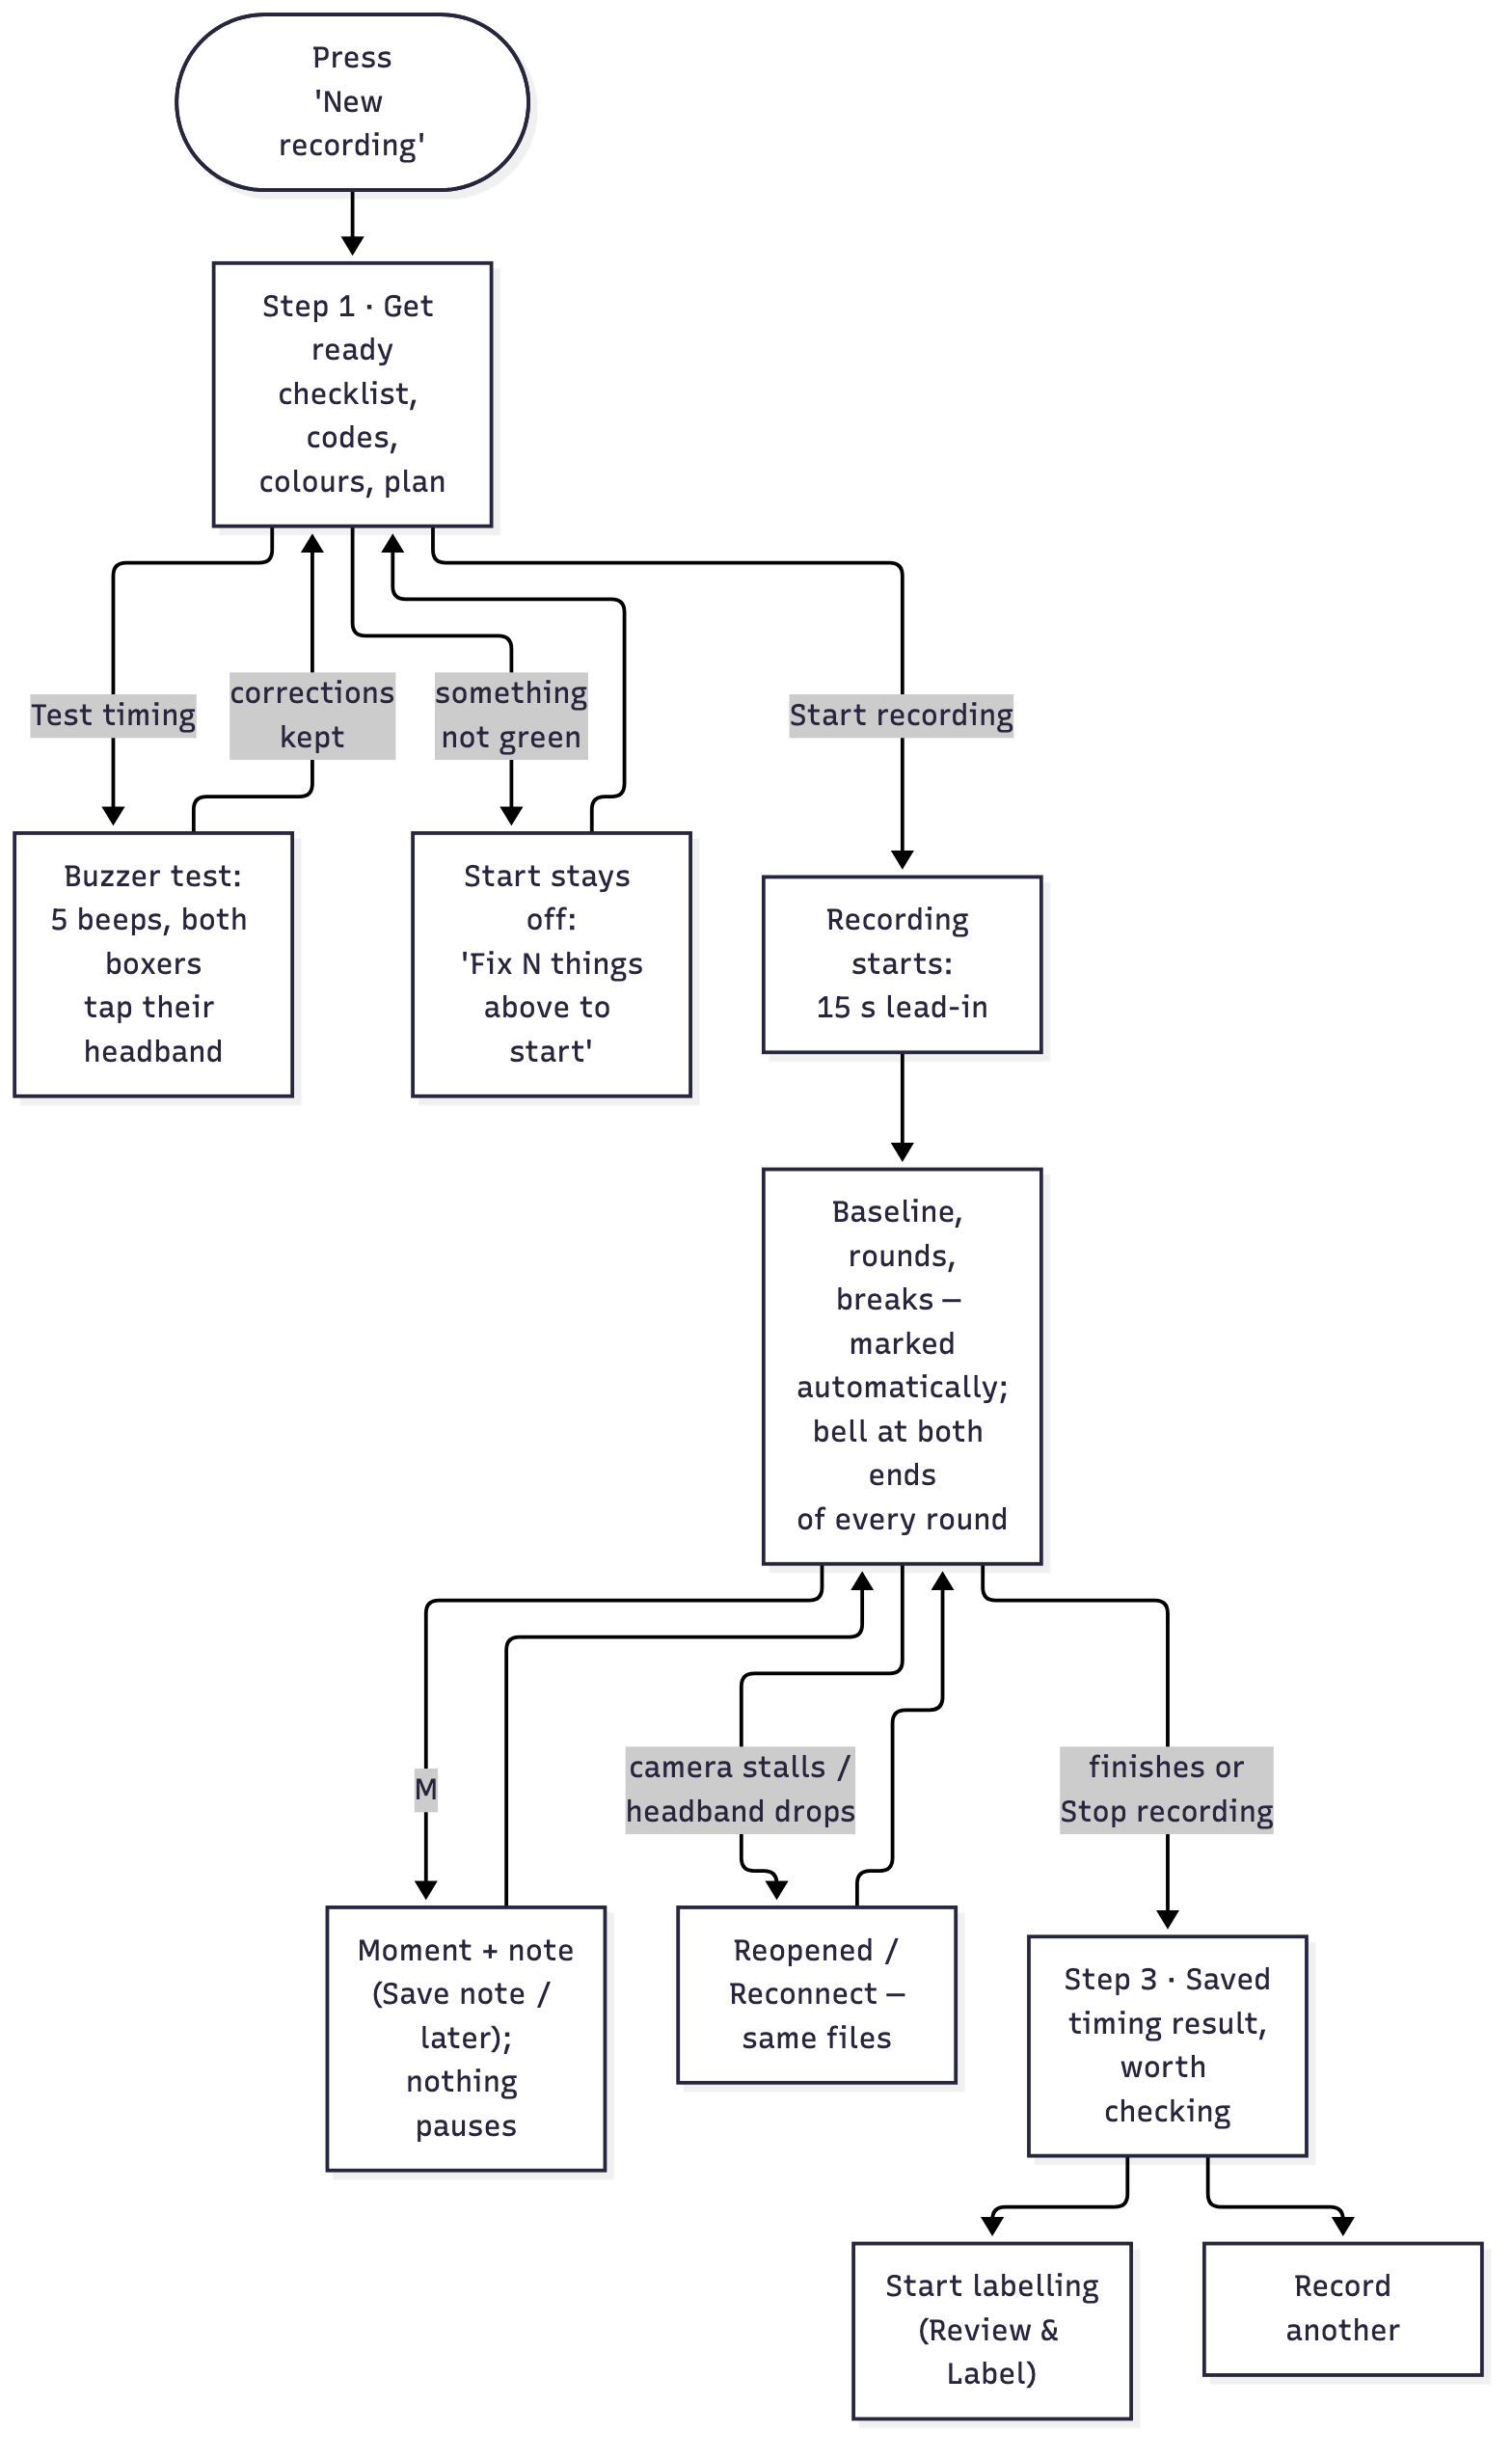 Press
'New
recording'
Step 1 · Get
ready
checklist,
codes,
colours, plan
Test timing
corrections
kept
something
not green
Start recording
Buzzer test:
5 beeps, both
boxers
tap their
headband
Start stays
off:
'Fix N things
above to
start'
Recording
starts:
15 s lead-in
Baseline,
rounds,
breaks —
marked
automatically;
bell at both
ends
of every round
M
camera stalls /
headband drops
finishes or
Stop recording
Moment + note
(Save note /
later);
nothing
pauses
Reopened /
Reconnect —
same files
Step 3 · Saved
timing result,
worth
checking
Start labelling
(Review &
Label)
Record
another